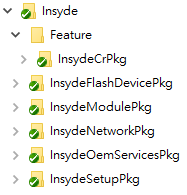 Insyde
Feature
InsydeCrPkg
InsydeFlashDevicePkg
InsydeModulePkg
InsydeNetworkPkg
InsydeOemServicesPkg
InsydeSetupPkg